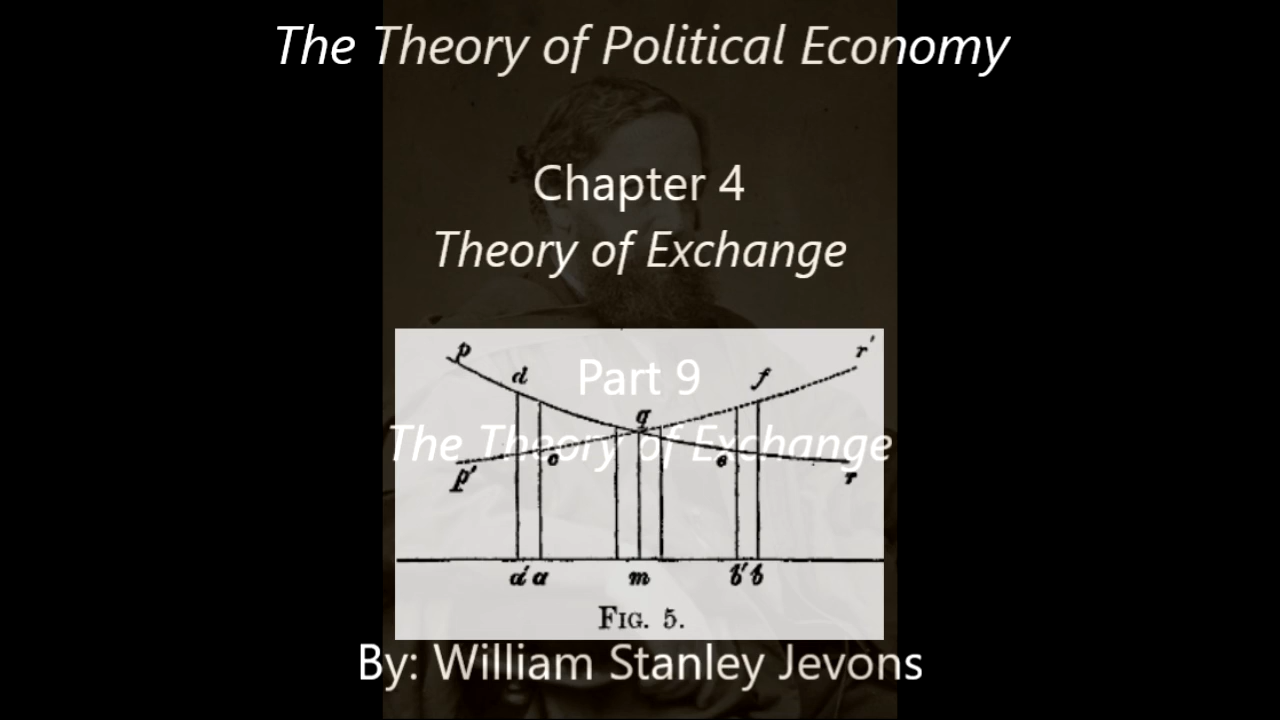 The Theory of Political Economy
Chapter 4
Theory of Exchange
p
r'
Part 9
d
f
q
The Theory of Exchange
c
e
p'
r
a' a
m
b' b
FIG. 5.
By: William Stanley Jevons